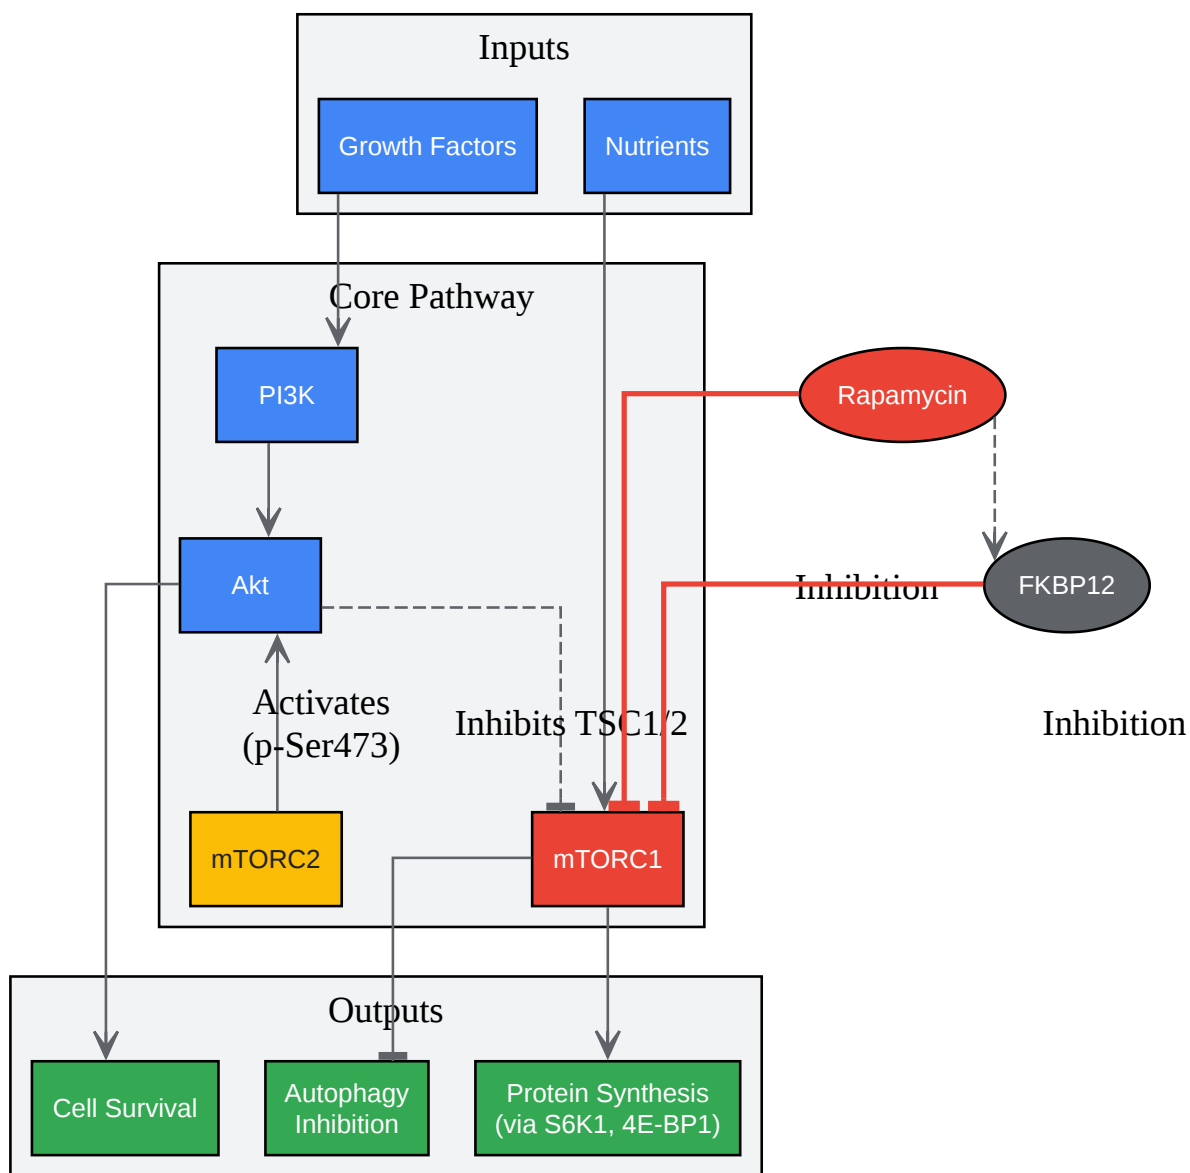 Inputs
Growth Factors
Nutrients
Core Pathway
PI3K
Rapamycin
Akt
Inhibition
FKBP12
Activates
(p-Ser473)
Inhibits TSC1/2
Inhibition
mTORC2
mTORC1
Outputs
Cell Survival
Autophagy
Inhibition
Protein Synthesis
(via S6K1, 4E-BP1)